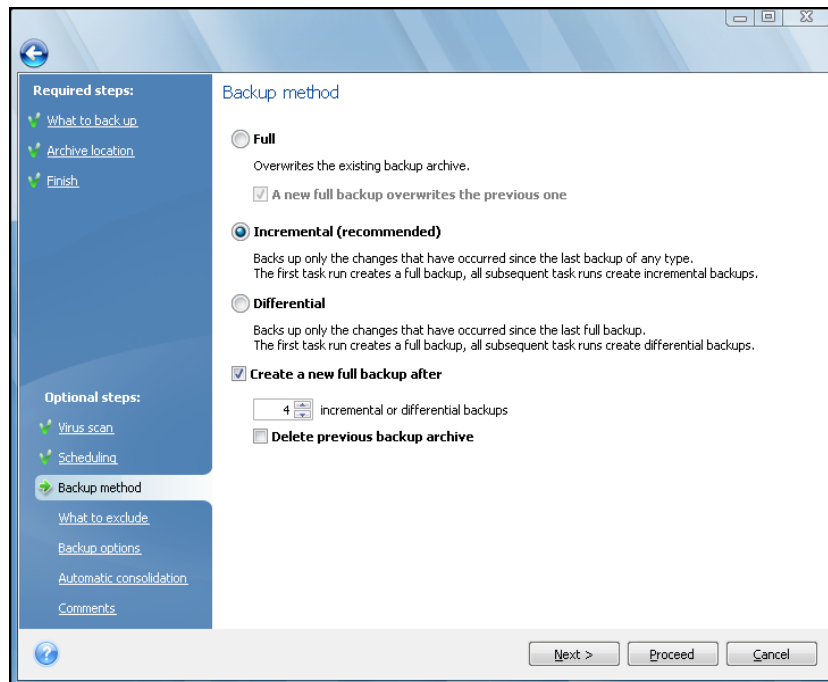 Required steps:
What to back up
Archive location
Finish
Optional steps:
Virus scan
Scheduling
Backup method
What to exclude
Backup options
Automatic consolidation
Comments
Backup method
Full
Overwrites the existing backup archive.
A new full backup overwrites the previous one
Incremental (recommended)
Backs up only the changes that have occurred since the last backup of any type.
The first task run creates a full backup, all subsequent task runs create incremental backups.
Differential
Backs up only the changes that have occurred since the last full backup.
The first task run creates a full backup, all subsequent task runs create differential backups.
Create a new full backup after
4 incremental or differential backups
Delete previous backup archive
?
Next >
Proceed
Cancel